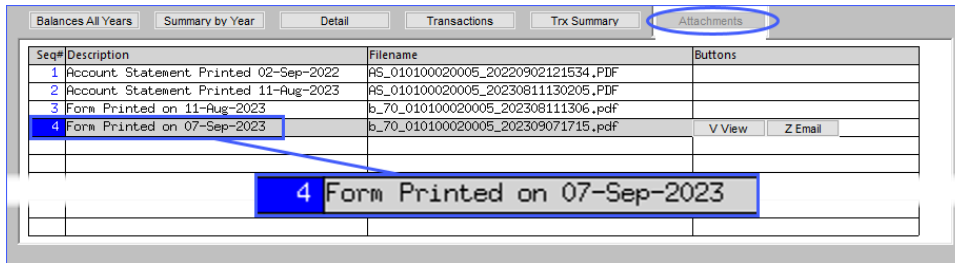 Balances All Years Summary by Year Detail Transactions Trx Summary Attachments
Seq# Description Filename Buttons
1 Account Statement Printed 02-Sep-2022 AS_010100020005_20220902121534.PDF
2 Account Statement Printed 11-Aug-2023 AS_010100020005_20230811130205.PDF
3 Form Printed on 11-Aug-2023 b_70_010100020005_202308111306.pdf
4 Form Printed on 07-Sep-2023 b_70_010100020005_202309071715.pdf V View Z Email
4 Form Printed on 07-Sep-2023